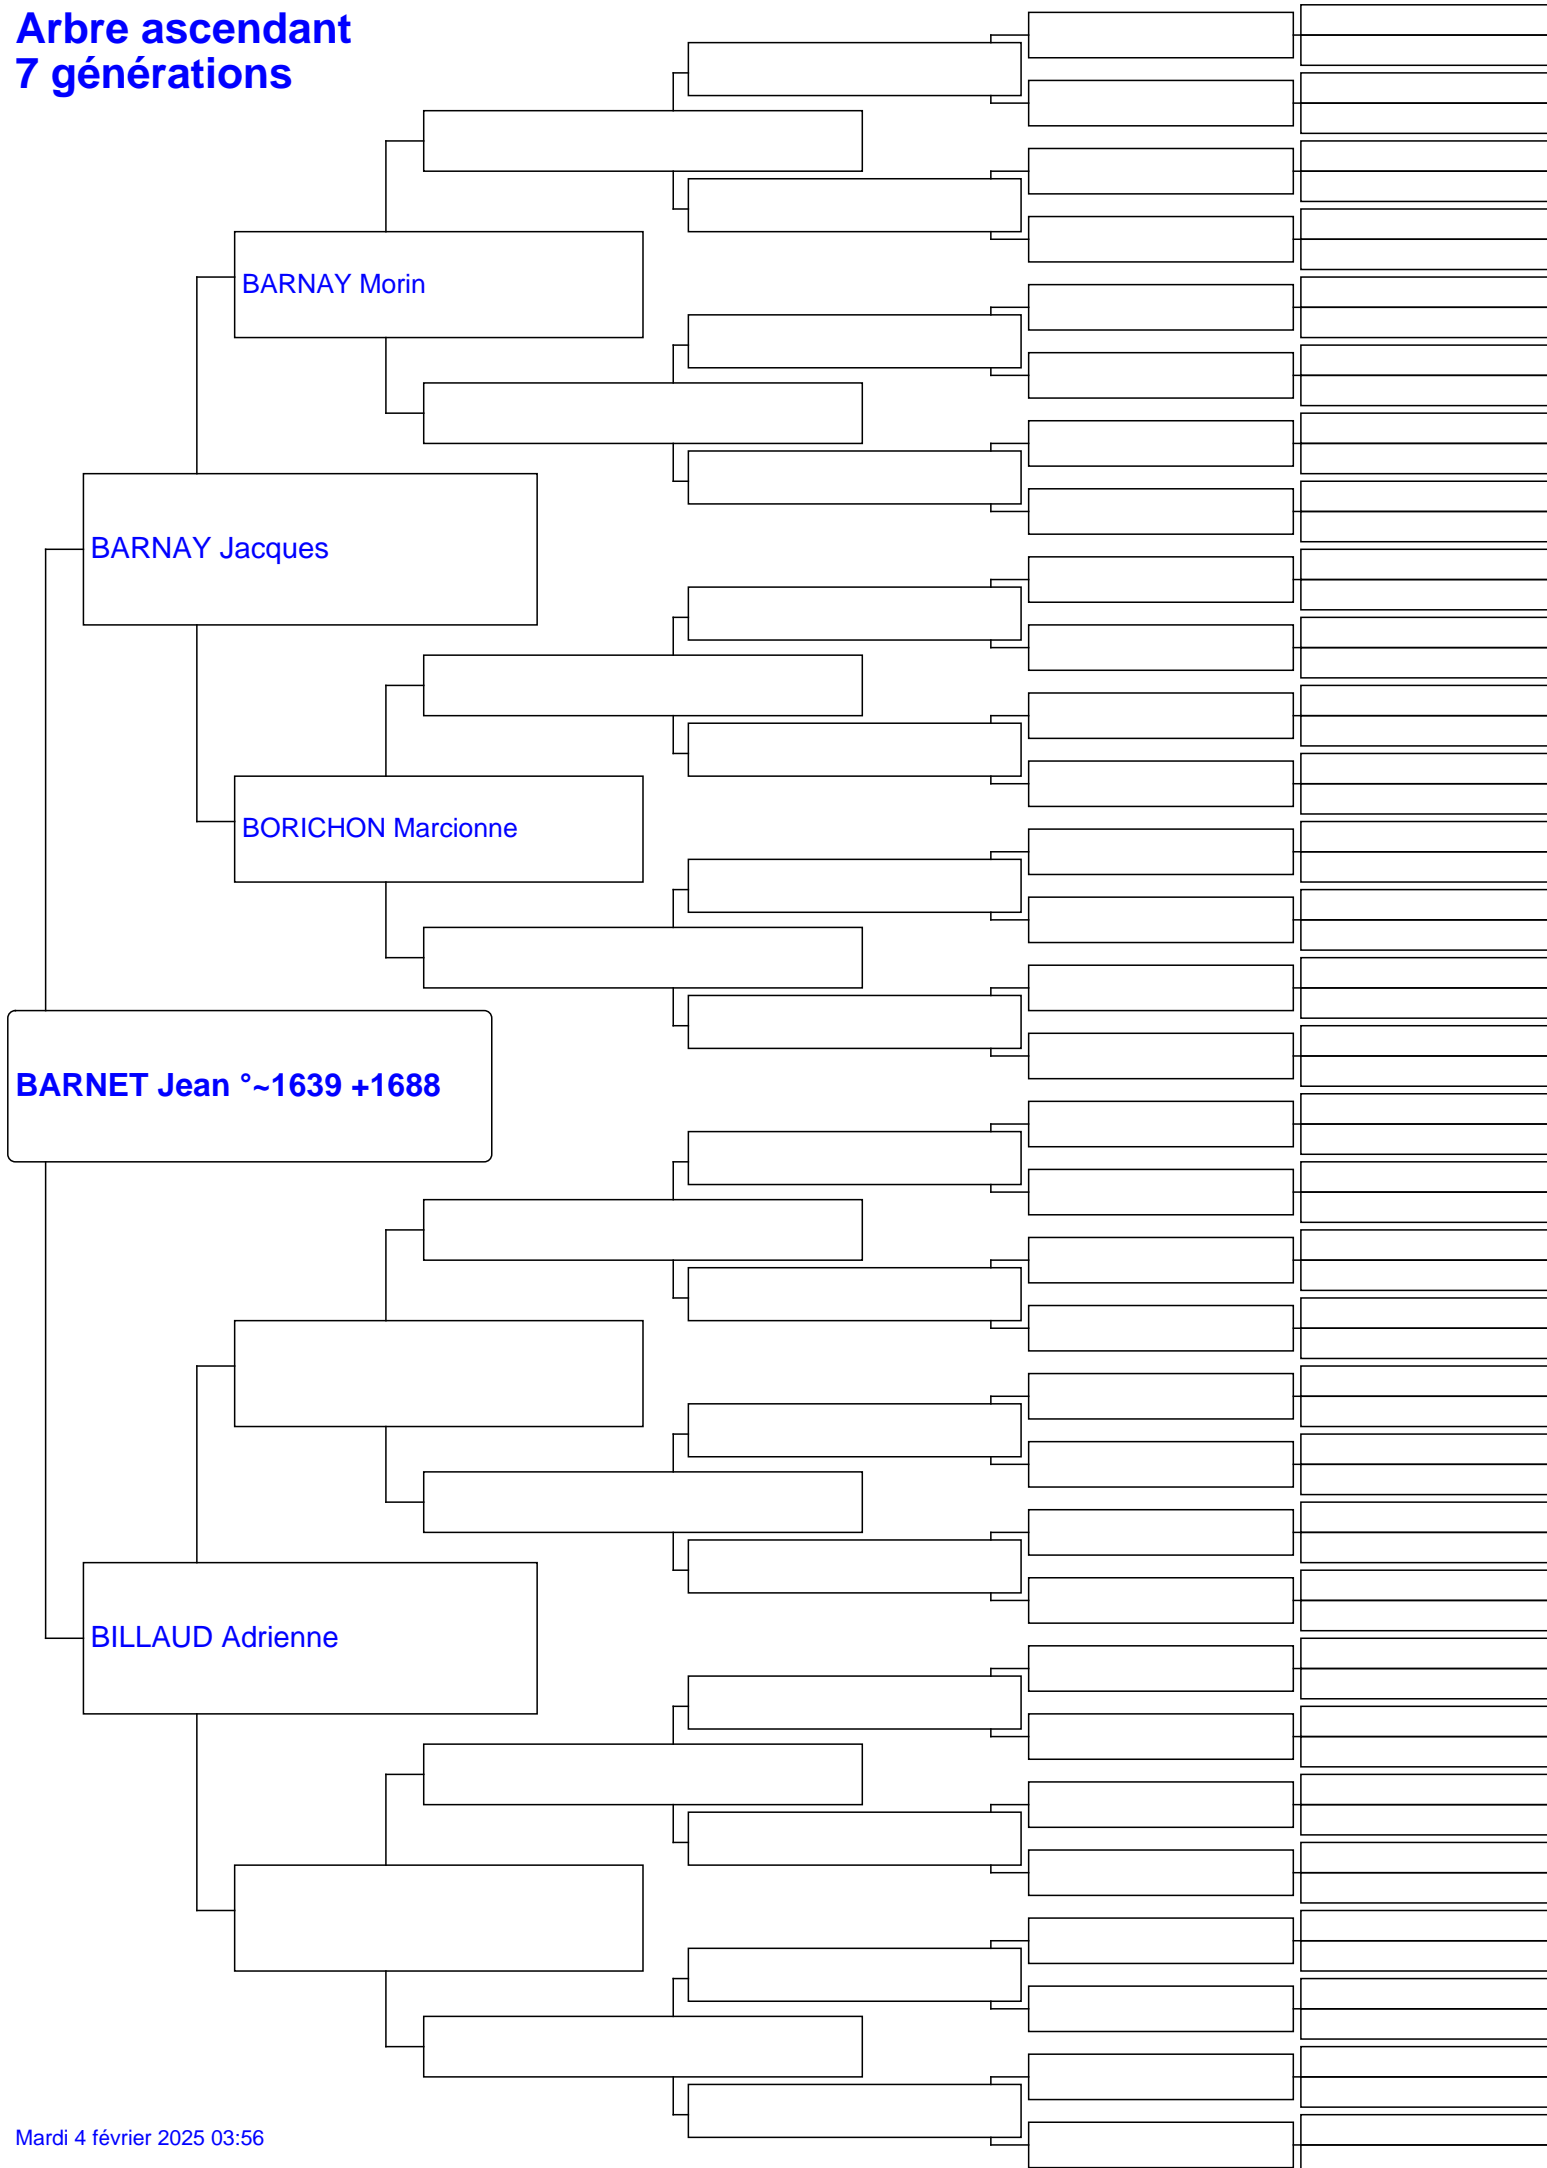 Arbre ascendant
7 générations
BARNAY Morin
BARNAY Jacques
BORICHON Marcionne
BARNET Jean °~1639 +1688
BILLAUD Adrienne
Mardi 4 février 2025 03:56